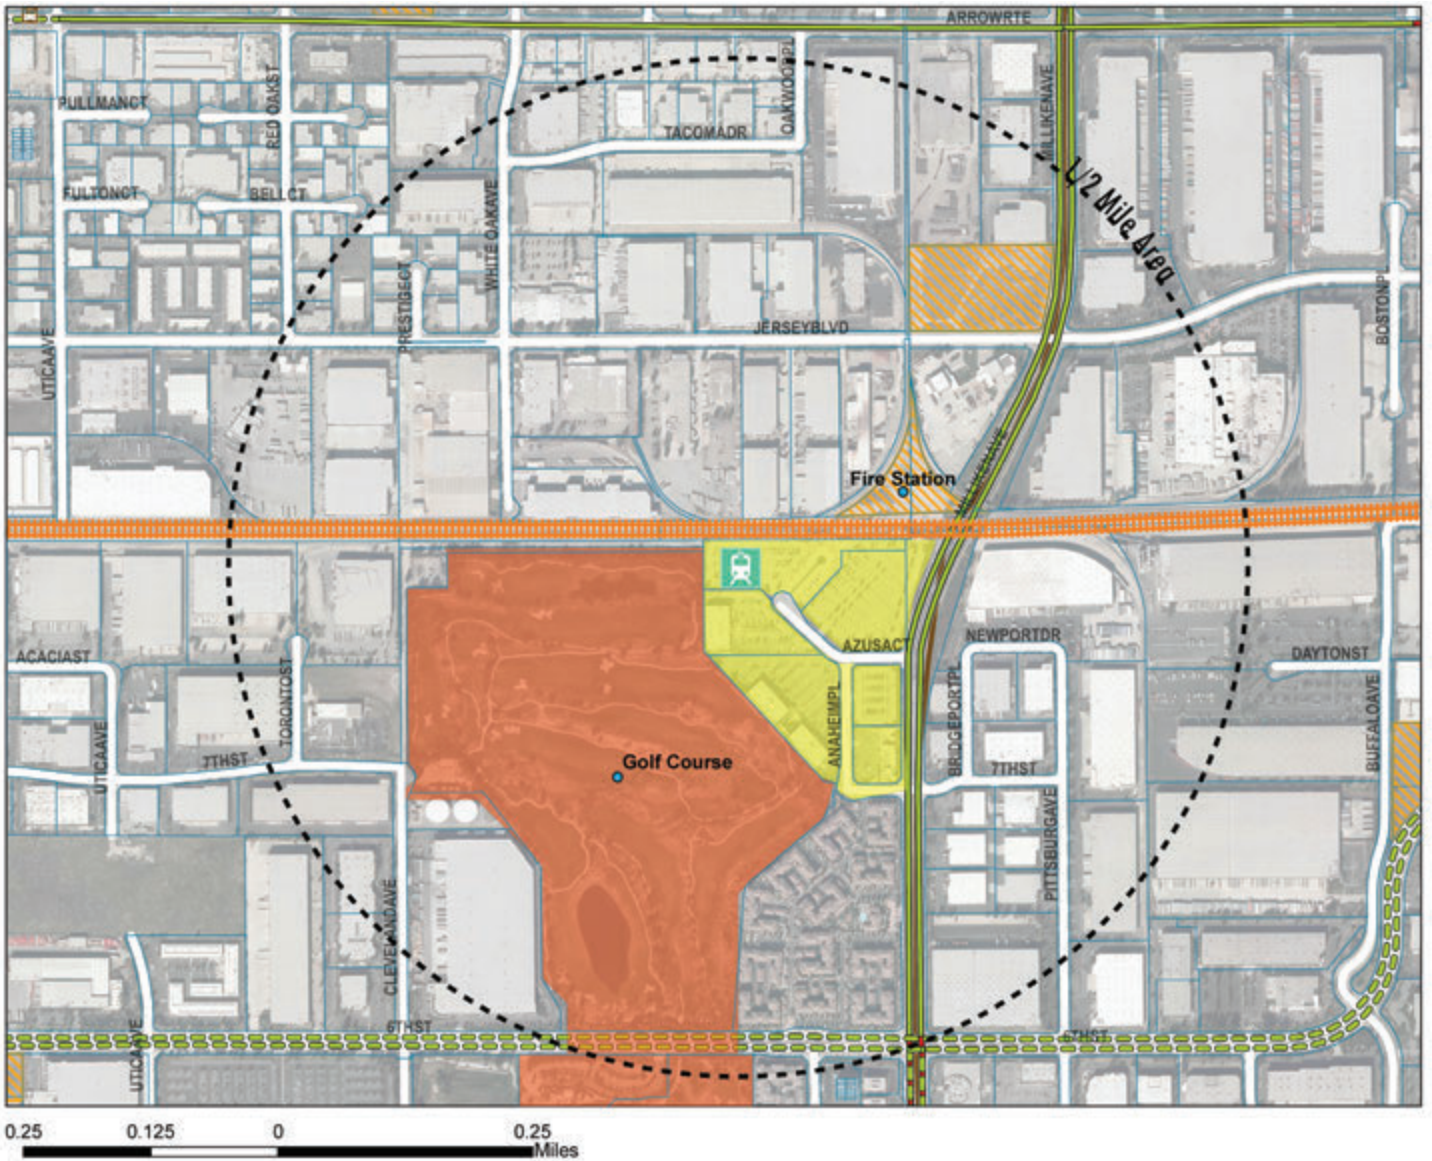 ARROWRTE
OAKWOODPL
MILLIKENAVE
RED OAKST
PULLMANCT
TACOMADR
1/2 Mile Area
FULTONCT
BELLCT
WHITE OAKAVE
PRESTIGECT
BOSTONPL
JERSEYBLVD
UTICAAVE
MILLIKENAVE
Fire Station
AZUSACT
NEWPORTDR
ACACIAST
DAYTONST
TORONTOST
ANAHEIMPL
BRIDGEPORTPL
BUFFALOAVE
UTICAAVE
7THST
Golf Course
7THST
PITTSBURGAVE
CLEVELANDAVE
6THST
6THST
UTICAAVE
0.25 0.125 0 0.25
Miles